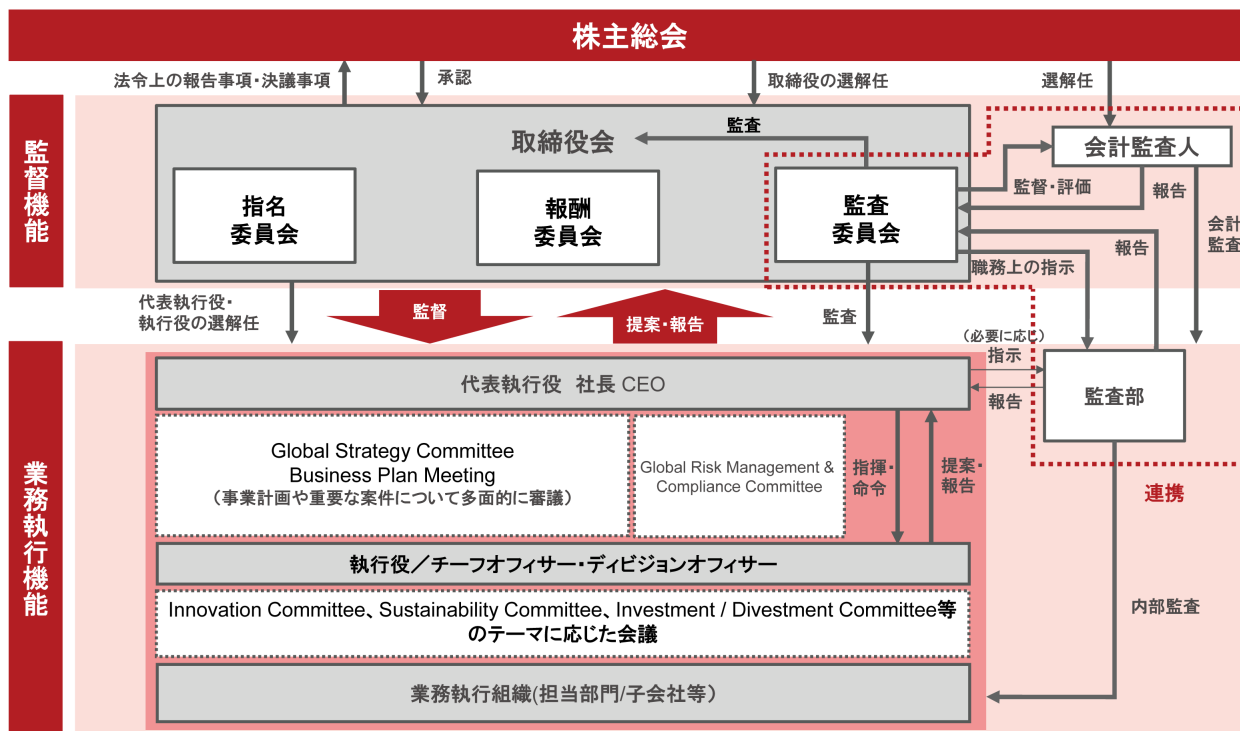 株主総会
法令上の報告事項・決議事項
承認
取締役の選解任
選解任
監督機能
取締役会
監査
会計監査人
指名
委員会
報酬
委員会
監査
委員会
監督・評価
報告
会計
監査
報告
職務上の指示
代表執行役・
執行役の選解任
監督
提案・報告
監査
業務執行機能
代表執行役 社長 CEO
（必要に応じ）
指示
報告
監査部
Global Strategy Committee
Business Plan Meeting
（事業計画や重要な案件について多面的に審議）
Global Risk Management &
Compliance Committee
指揮・
命令
提案・
報告
連携
執行役／チーフオフィサー・ディビジョンオフィサー
Innovation Committee、Sustainability Committee、Investment / Divestment Committee等
のテーマに応じた会議
内部監査
業務執行組織(担当部門/子会社等）